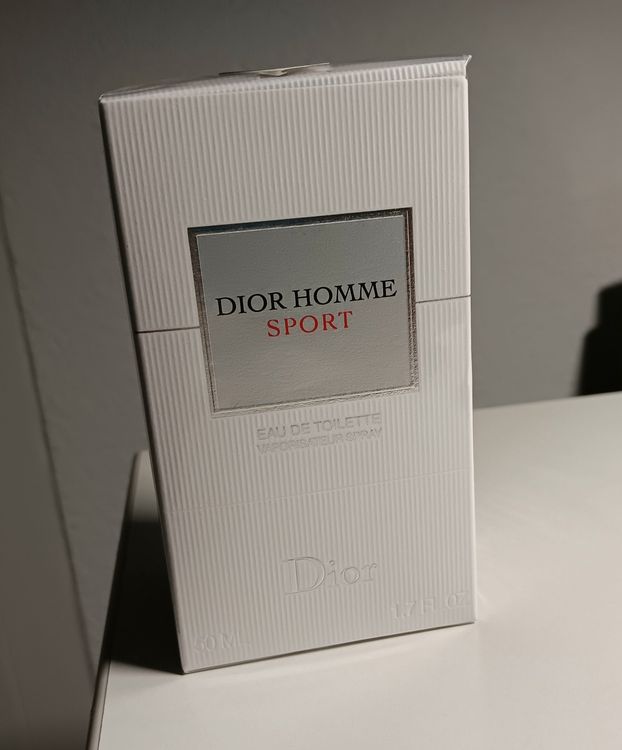 DIOR HOMME
SPORT
EAU DE TOILETTE
VAPORISATEUR SPRAY
Dior
50 ML
1.7 Fl. OZ